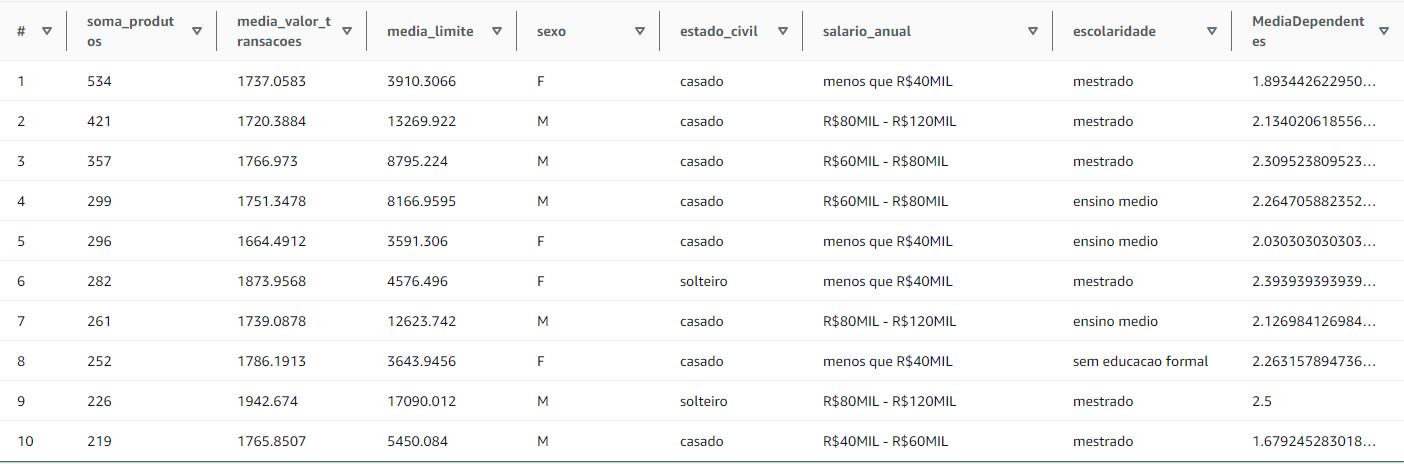 # soma_produtos media_valor_transacoes media_limite sexo estado_civil salario_anual escolaridade MediaDependentes
1 534 1737.0583 3910.3066 F casado menos que R$40MIL mestrado 1.893442622950...
2 421 1720.3884 13269.922 M casado R$80MIL - R$120MIL mestrado 2.134020618556...
3 357 1766.973 8795.224 M casado R$60MIL - R$80MIL mestrado 2.309523809523...
4 299 1751.3478 8166.9595 M casado R$60MIL - R$80MIL ensino medio 2.264705882352...
5 296 1664.4912 3591.306 F casado menos que R$40MIL ensino medio 2.030303030303...
6 282 1873.9568 4576.496 F solteiro menos que R$40MIL mestrado 2.393939393939...
7 261 1739.0878 12623.742 M casado R$80MIL - R$120MIL ensino medio 2.126984126984...
8 252 1786.1913 3643.9456 F casado menos que R$40MIL sem educacao formal 2.263157894736...
9 226 1942.674 17090.012 M solteiro R$80MIL - R$120MIL mestrado 2.5
10 219 1765.8507 5450.084 M casado R$40MIL - R$60MIL mestrado 1.679245283018...